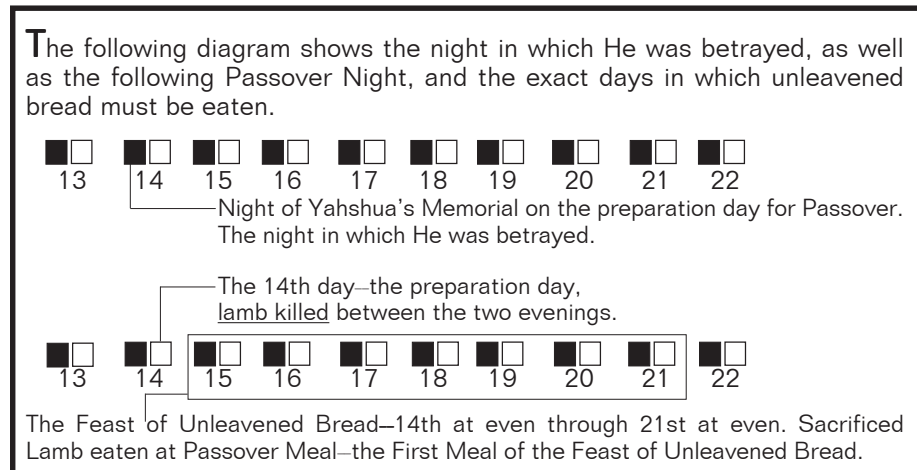 The following diagram shows the night in which He was betrayed, as well
as the following Passover Night, and the exact days in which unleavened
bread must be eaten.
13 14 15 16 17 18 19 20 21 22
Night of Yahshua's Memorial on the preparation day for Passover.
The night in which He was betrayed.
The 14th day–the preparation day,
lamb killed between the two evenings.
13 14 15 16 17 18 19 20 21 22
The Feast of Unleavened Bread–14th at even through 21st at even. Sacrificed
Lamb eaten at Passover Meal–the First Meal of the Feast of Unleavened Bread.